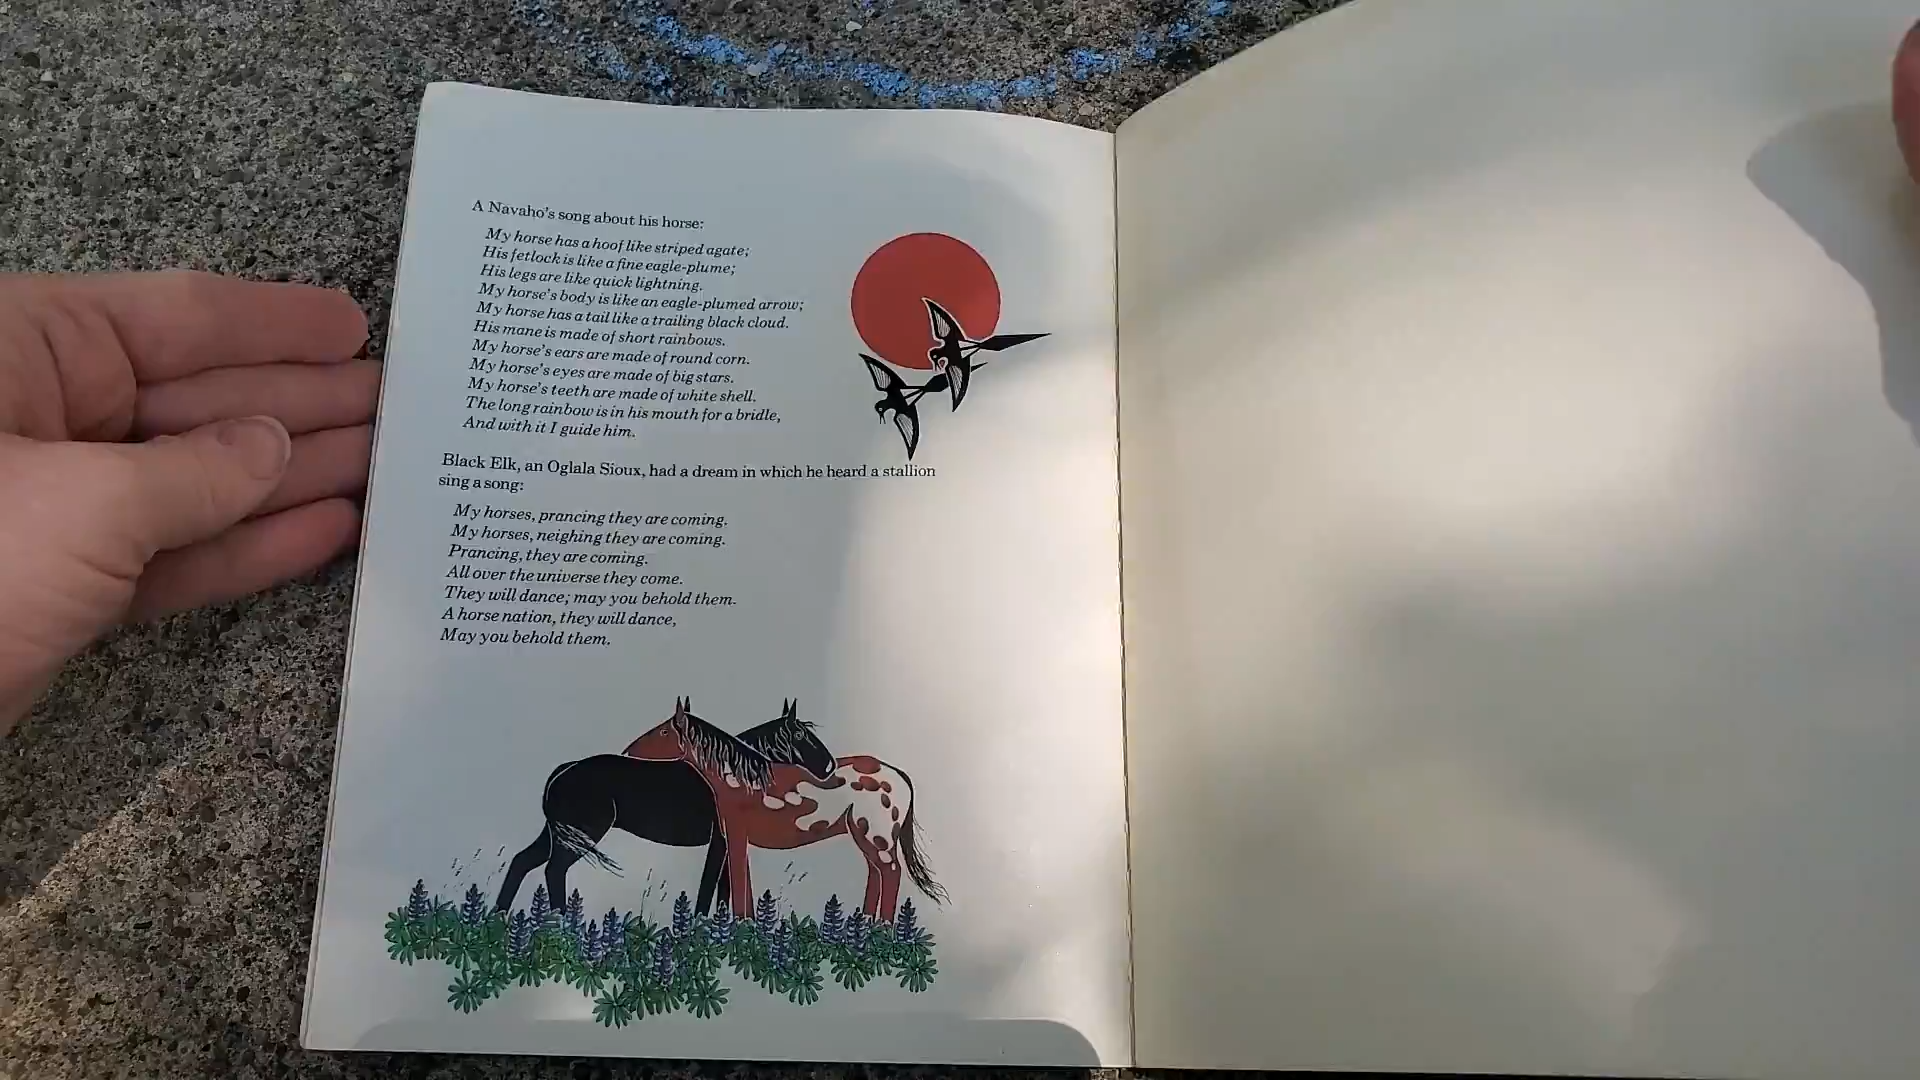 A Navaho's song about his horse:
My horse has a hoof like striped agate;
His fetlock is like a fine eagle-plume;
His legs are like quick lightning.
My horse's body is like an eagle-plumed arrow;
My horse has a tail like a trailing black cloud.
His mane is made of short rainbows.
My horse's ears are made of round corn.
My horse's eyes are made of big stars.
My horse's teeth are made of white shell.
The long rainbow is in his mouth for a bridle,
And with it I guide him.
Black Elk, an Oglala Sioux, had a dream in which he heard a stallion
sing a song:
My horses, prancing they are coming.
My horses, neighing they are coming.
Prancing, they are coming.
All over the universe they come.
They will dance; may you behold them.
A horse nation, they will dance,
May you behold them.